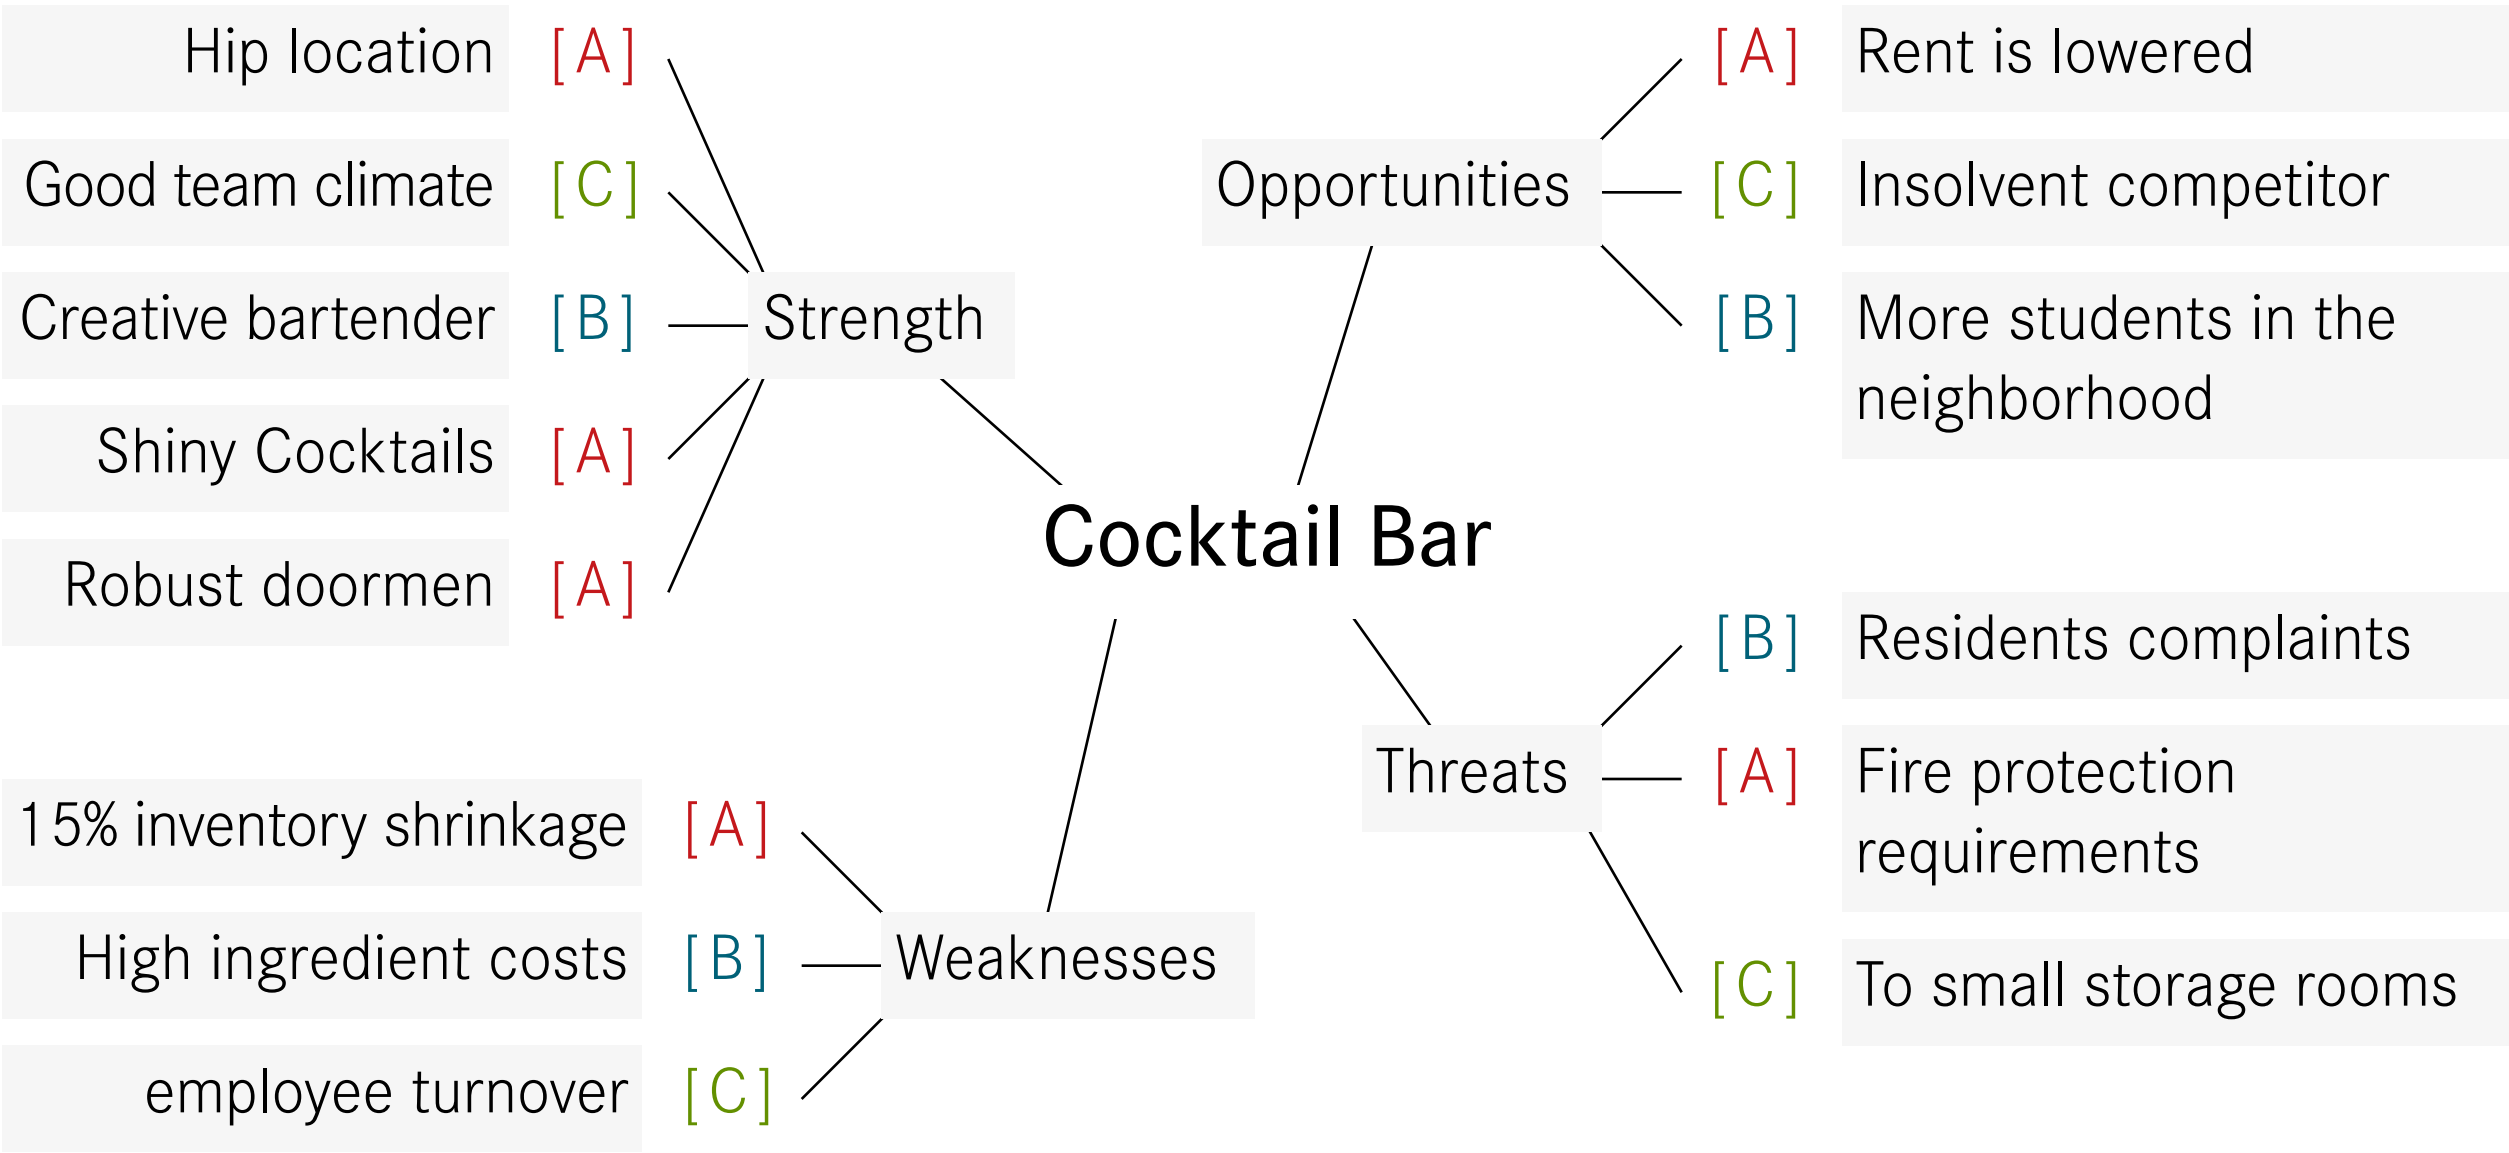 Hip location [A]
Good team climate [C]
Creative bartender [B]
Shiny Cocktails [A]
Robust doormen [A]
Strength
Opportunities
[A] Rent is lowered
[C] Insolvent competitor
[B] More students in the
neighborhood
Cocktail Bar
15% inventory shrinkage [A]
High ingredient costs [B]
employee turnover [C]
Weaknesses
Threats
[B] Residents complaints
[A] Fire protection
requirements
[C] To small storage rooms